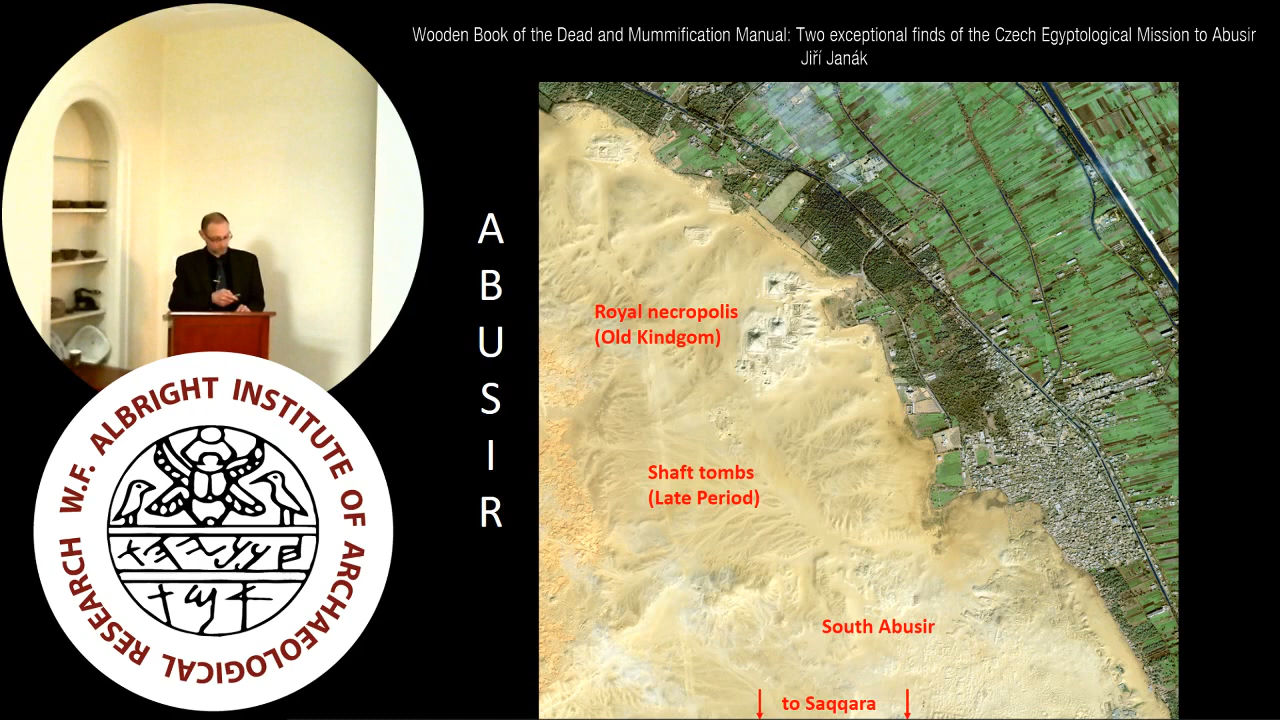 Wooden Book of the Dead and Mummification Manual: Two exceptional finds of the Czech Egyptological Mission to Abusir
Jiří Janák
ABUSIR
Royal necropolis
(Old Kindgom)
Shaft tombs
(Late Period)
South Abusir
to Saqqara
W.F. ALBRIGHT INSTITUTE OF ARCHAEOLOGICAL RESEARCH